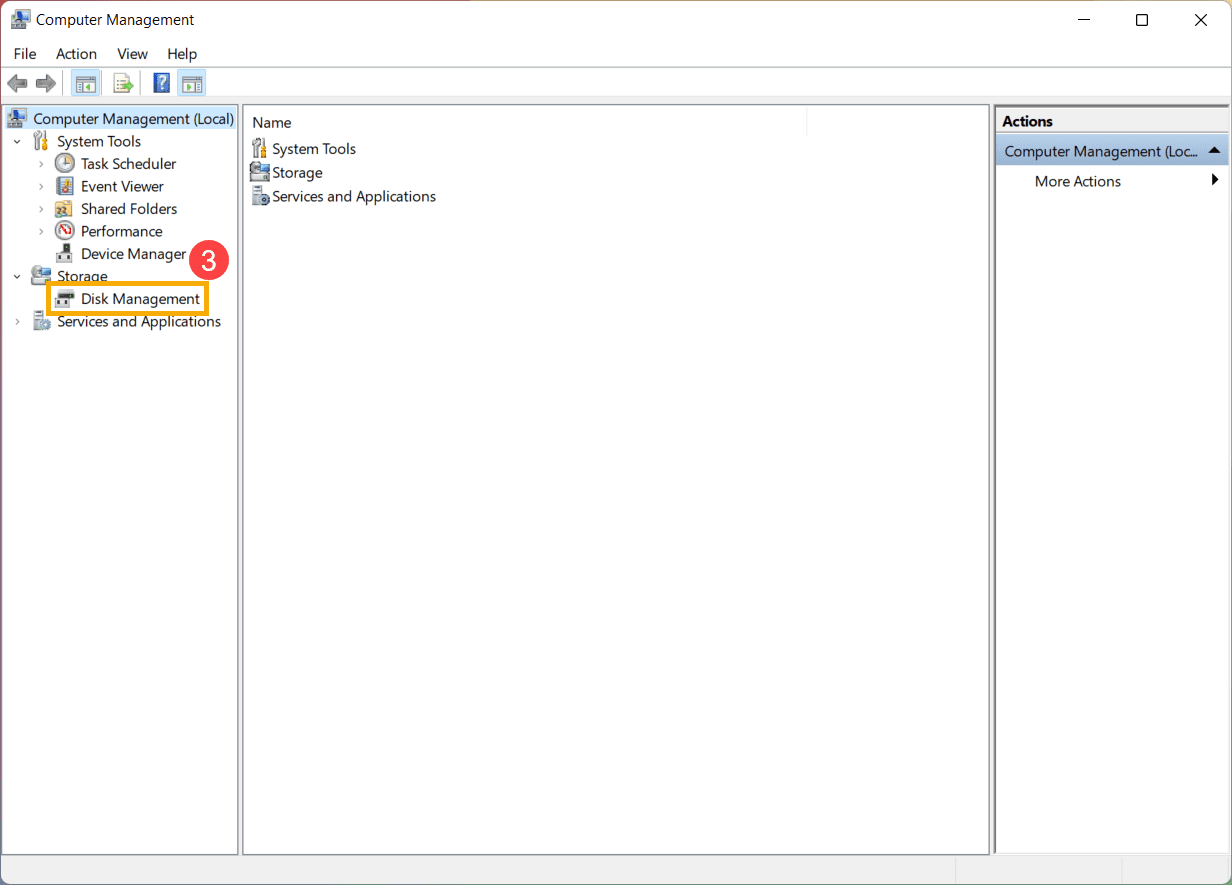 Computer Management
File Action View Help
Computer Management (Local)
System Tools
Task Scheduler
Event Viewer
Shared Folders
Performance
Device Manager
3
Storage
Disk Management
Services and Applications
Name
System Tools
Storage
Services and Applications
Actions
Computer Management (Loc...
More Actions